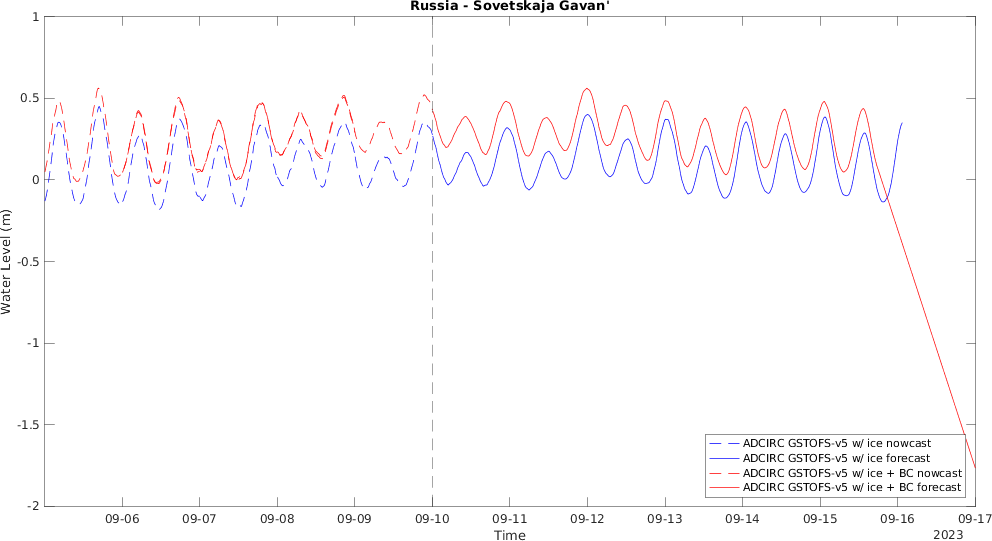 Russia - Sovetskaja Gavan'
Water Level (m)
1
0.5
0
-0.5
-1
-1.5
-2
ADCIRC GSTOFS-v5 w/ ice nowcast
ADCIRC GSTOFS-v5 w/ ice forecast
ADCIRC GSTOFS-v5 w/ ice + BC nowcast
ADCIRC GSTOFS-v5 w/ ice + BC forecast
09-06 09-07 09-08 09-09 09-10 09-11 09-12 09-13 09-14 09-15 09-16 09-17
Time
2023